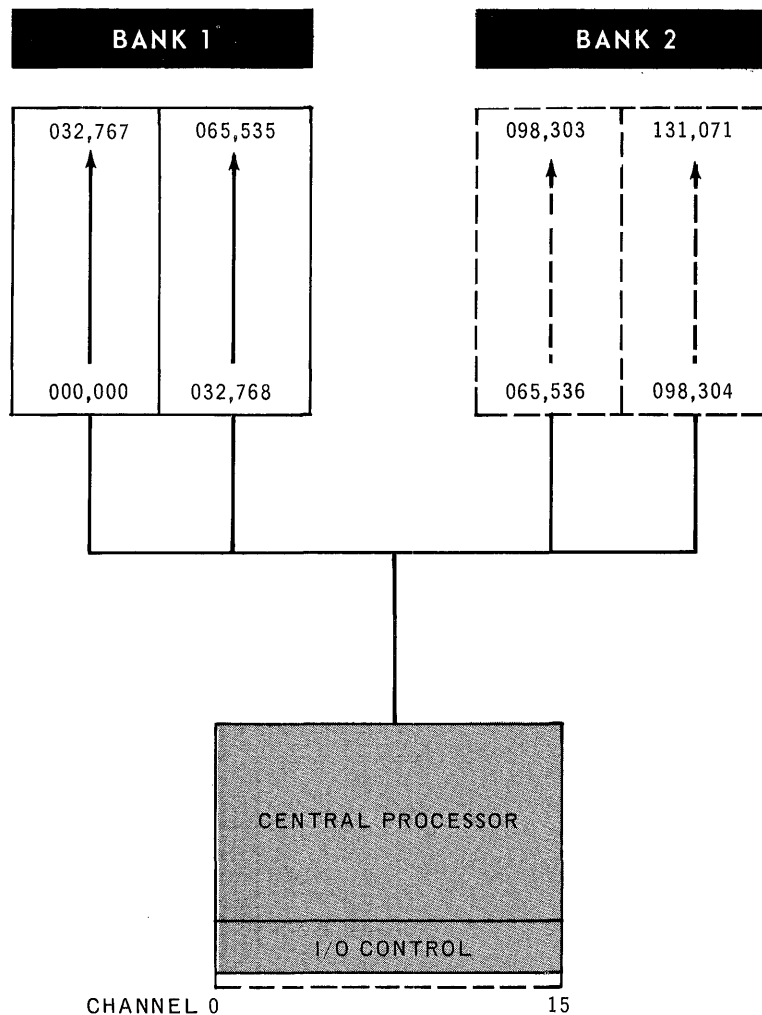 BANK 1 BANK 2
032,767 065,535 098,303 131,071
000,000 032,768 065,536 098,304
CENTRAL PROCESSOR
I/O CONTROL
CHANNEL 0 15